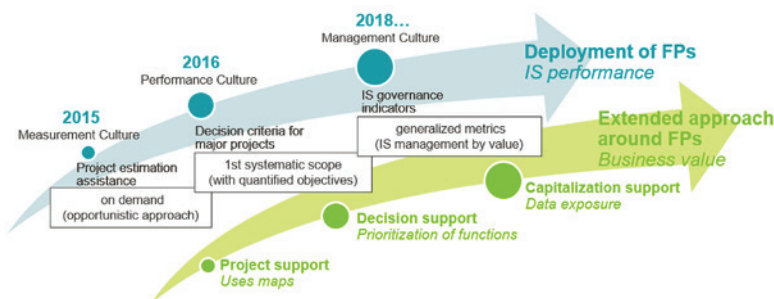 2018...
Management Culture
2016
Performance Culture
Deployment of FPs
IS performance
2015
Measurement Culture
IS governance
indicators
Extended approach
around FPs
Business value
Decision criteria for
major projects
generalized metrics
(IS management by value)
Project estimation
assistance
1st systematic scope
(with quantified objectives)
on demand
(opportunistic approach)
Capitalization support
Data exposure
Decision support
Prioritization of functions
Project support
Uses maps